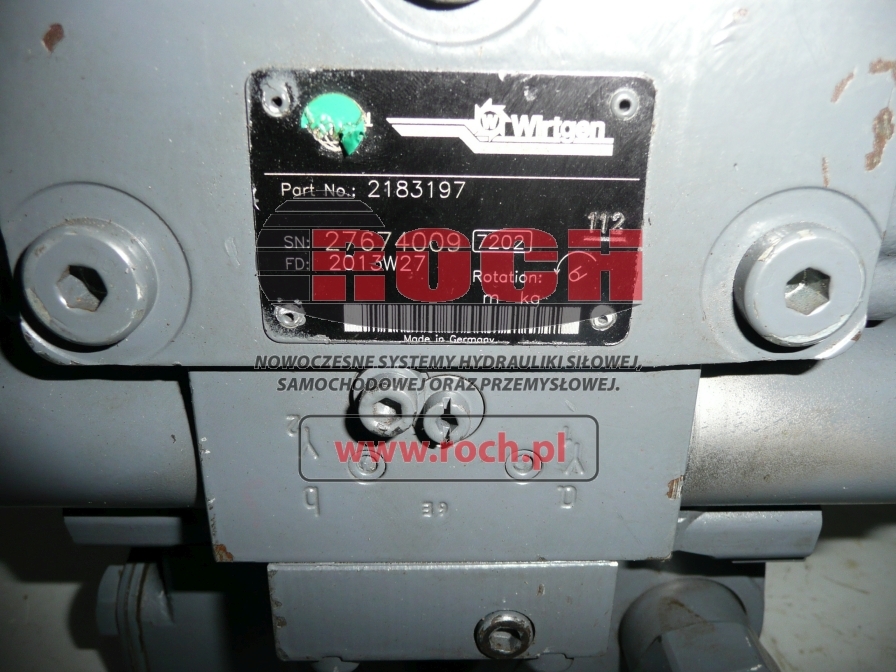 Wirtgen
Part No.: 2183197
112
SN: 27674009 7202
FD: 2013W27
Rotation:
m kg
Made in Germany
ROCH
NOWOCZESNE SYSTEMY HYDRAULIKI SIŁOWEJ,
SAMOCHODOWEJ ORAZ PRZEMYSŁOWEJ.
www.roch.pl